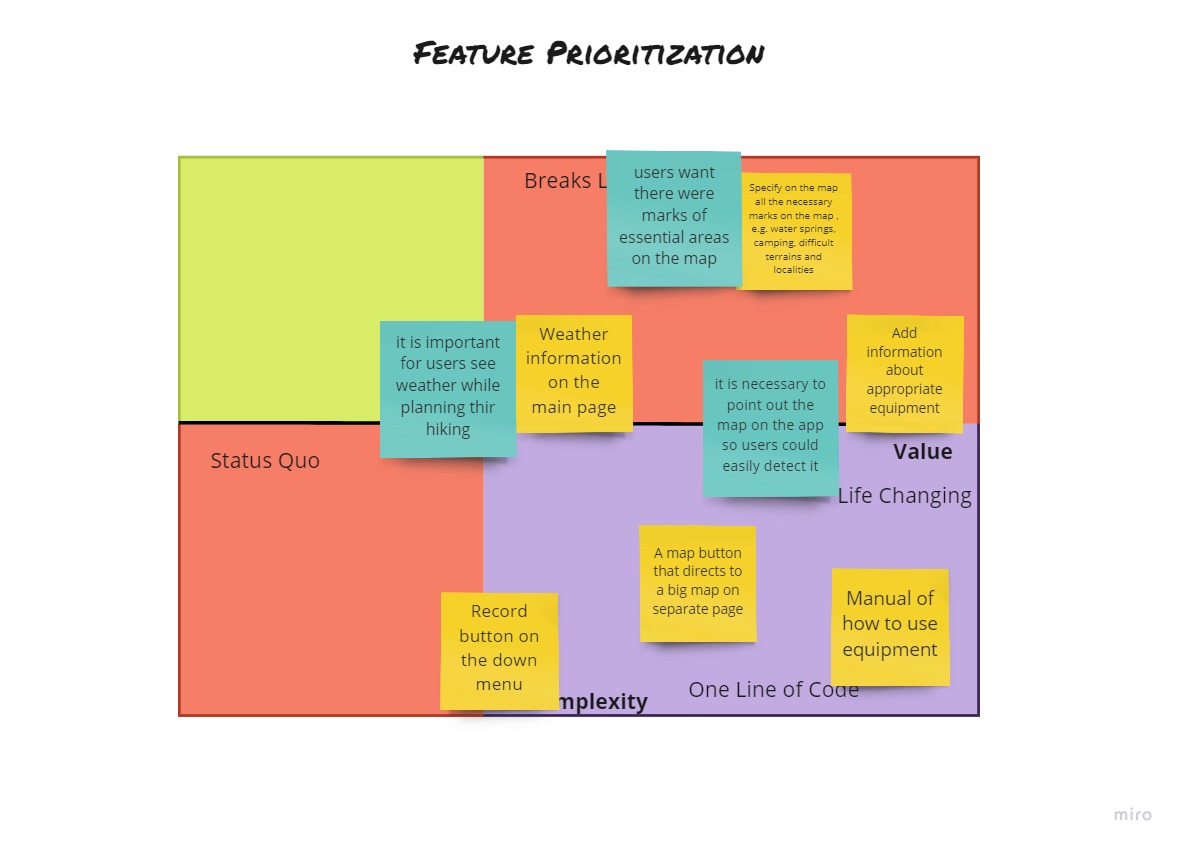 Feature Prioritization
Breaks L
users want
there were
marks of
essential areas
on the map
Specify on the map
all the necessary
marks on the map ,
e.g. water springs,
camping, difficult
terrains and
localities
it is important
for users see
weather while
planning thir
hiking
Weather
information
on the
main page
it is necessary to
point out the
map on the app
so users could
easily detect it
Add
information
about
appropriate
equipment
Value
Status Quo
Life Changing
A map button
that directs to
a big map on
separate page
Manual of
how to use
equipment
Record
button on
the down
menu
mplexity
One Line of Code
miro